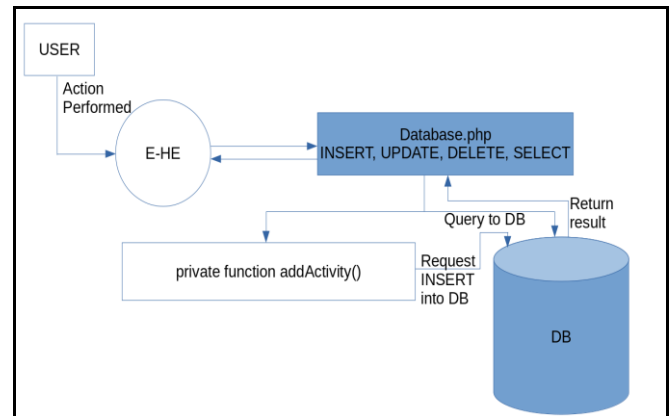 USER
Action
Performed
E-HE
Database.php
INSERT, UPDATE, DELETE, SELECT
Query to DB
Return
result
private function addActivity()
Request
INSERT
into DB
DB